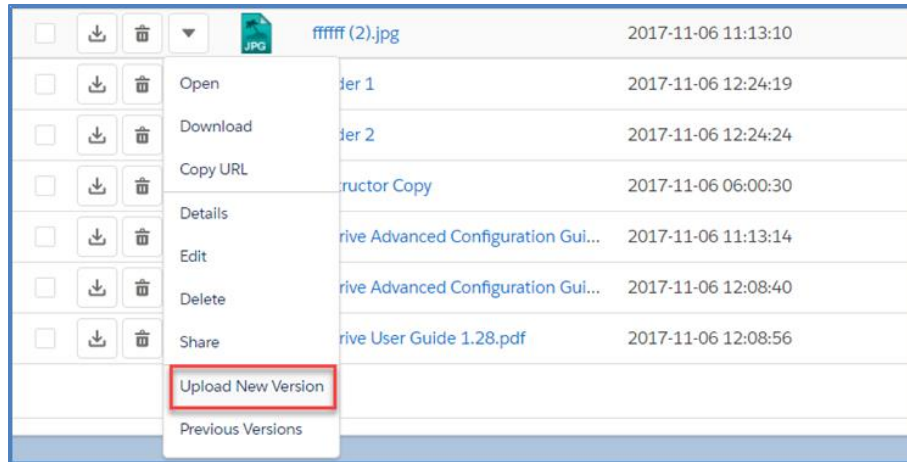 JPG ffffff (2).jpg 2017-11-06 11:13:10
Open der 1 2017-11-06 12:24:19
Download der 2 2017-11-06 12:24:24
Copy URL
tructor Copy 2017-11-06 06:00:30
Details
rive Advanced Configuration Gui... 2017-11-06 11:13:14
Edit
Delete rive Advanced Configuration Gui... 2017-11-06 12:08:40
Share rive User Guide 1.28.pdf 2017-11-06 12:08:56
Upload New Version
Previous Versions